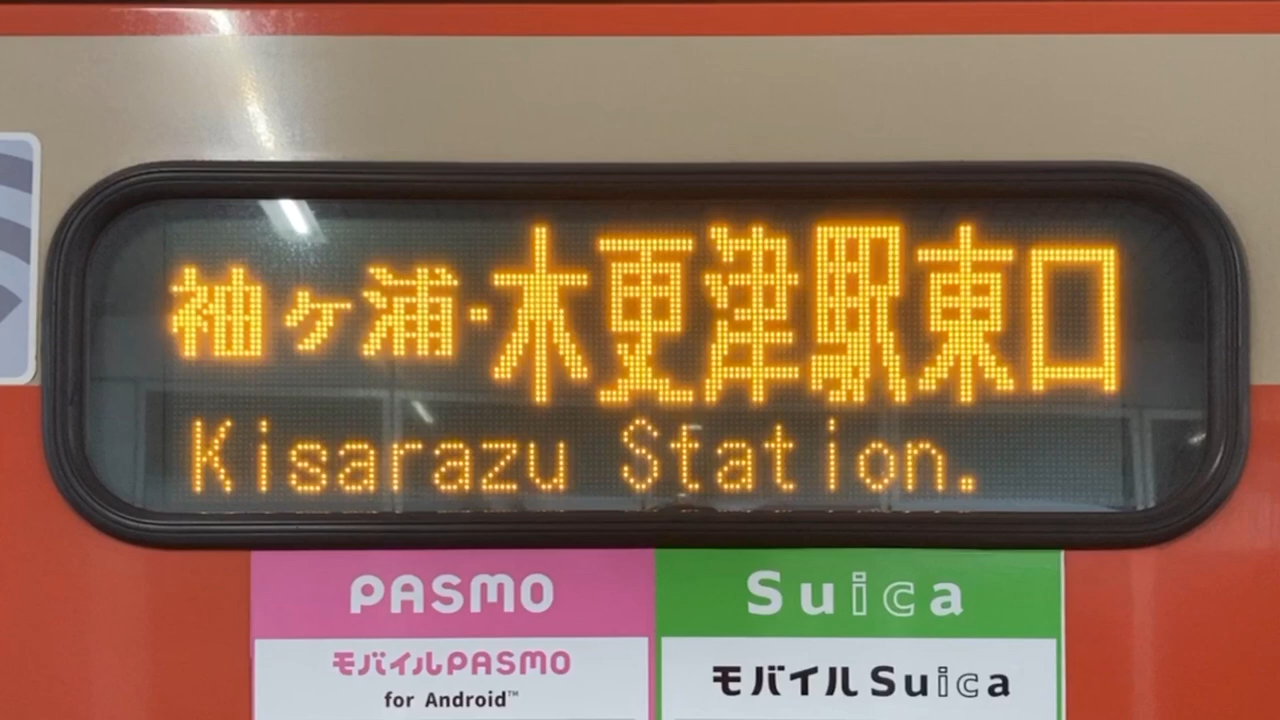 袖ヶ浦・木更津駅東口
Kisarazu Station.
PASMO
モバイルPASMO
for Android™
Suica
モバイルSuica